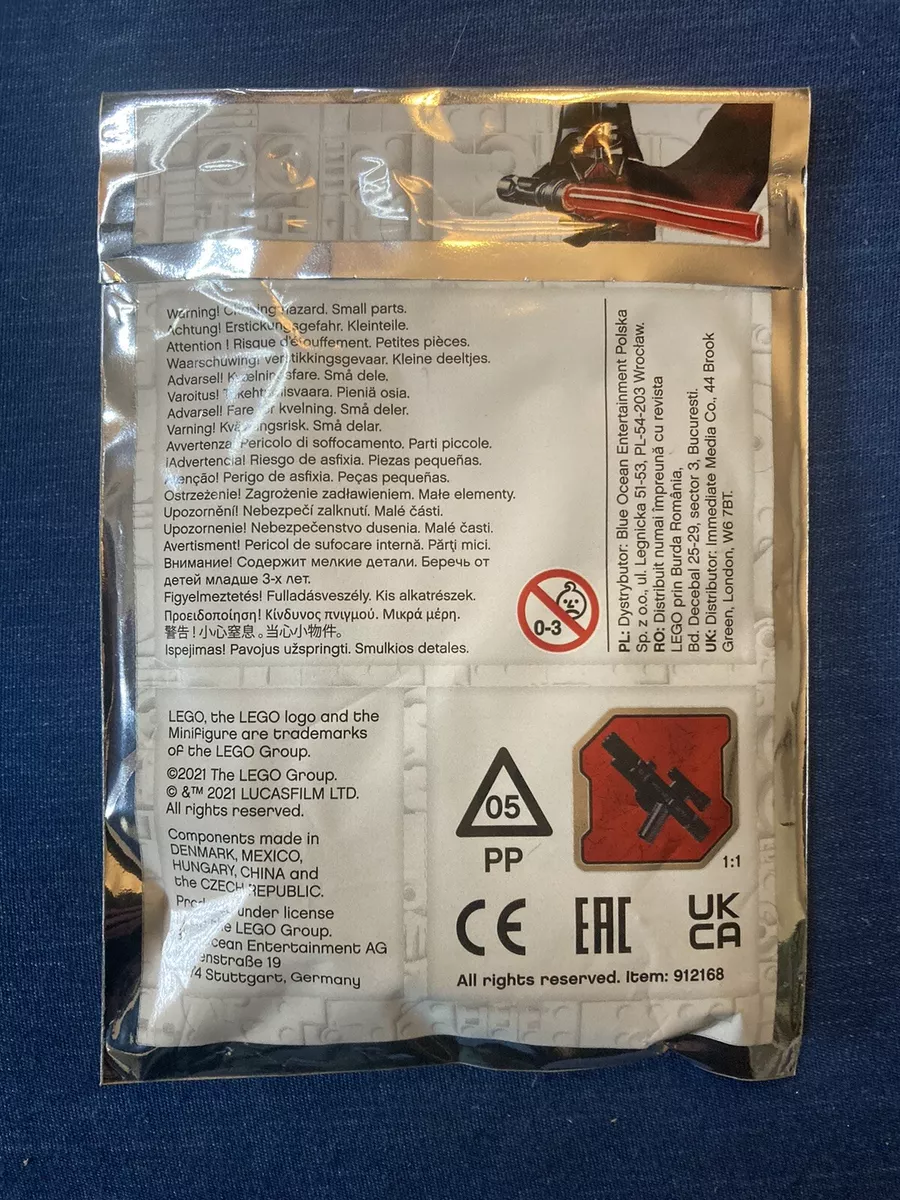 Warning! hazard. Small parts.
Achtung! Erstickungsgefahr. Kleinteile.
Attention ! Risque d'étouffement. Petites pièces.
Waarschuwing! verstikkingsgevaar. Kleine deeltjes.
Advarsel! Små dele.
Varoitus! Pieniä osia.
Advarsel! Fare for kvelning. Små deler.
Varning! Små delar.
Avvertenza! Pericolo di soffocamento. Parti piccole.
¡Advertencia! Riesgo de asfixia. Piezas pequeñas.
Atenção! Perigo de asfixia. Peças pequenas.
Ostrzeżenie! Zagrożenie zadławieniem. Małe elementy.
Upozornění! Nebezpečí zalknutí. Malé části.
Upozornenie! Nebezpečenstvo dusenia. Malé časti.
Avertisment! Pericol de sufocare internă. Părţi mici.
Внимание! Содержит мелкие детали. Беречь от
детей младше 3-х лет.
Figyelmeztetés! Fulladásveszély. Kis alkatrészek.
Προειδοποίηση! Κίνδυνος πνιγμού. Μικρά μέρη.
警告！小心窒息。当心小物件。
Ispejimas! Pavojus užspringti. Smulkios detales.
0-3
PL: Dystrybutor: Blue Ocean Entertainment Polska
Sp. z o.o., ul. Legnicka 51-53, PL-54-203 Wrocław.
RO: Distribuit numai împreună cu revista
LEGO prin Burda România,
Bd. Decebal 25-29, sector 3, Bucuresti.
UK: Distributor: Immediate Media Co., 44 Brook
Green, London, W6 7BT.
LEGO, the LEGO logo and the
Minifigure are trademarks
of the LEGO Group.
©2021 The LEGO Group.
© &™ 2021 LUCASFILM LTD.
All rights reserved.
Components made in
DENMARK, MEXICO,
HUNGARY, CHINA and
the CZECH REPUBLIC.
under license
LEGO Group.
Entertainment AG
19
Stuttgart, Germany
05
PP
1:1
CE
EAC
UK
CA
All rights reserved. Item: 912168